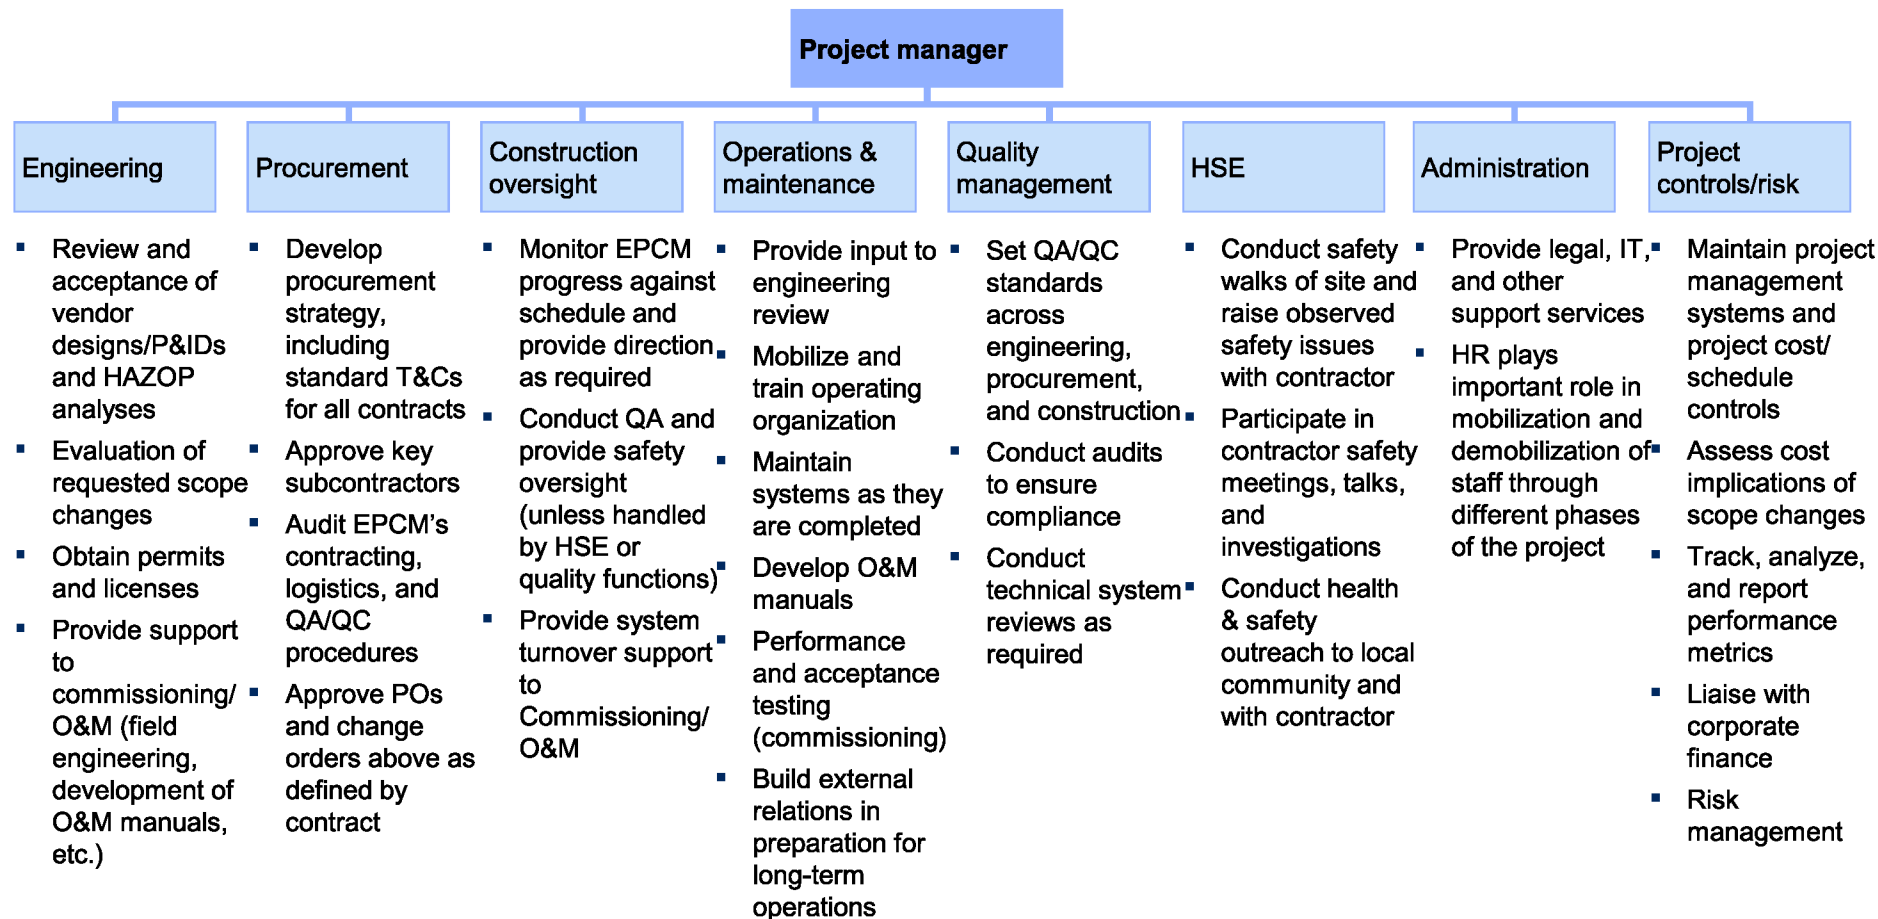 Project manager
Engineering
Procurement
Construction
oversight
Operations &
maintenance
Quality
management
HSE
Administration
Project
controls/risk
▪ Review and
acceptance of
vendor
designs/P&IDs
and HAZOP
analyses
▪ Evaluation of
requested scope
changes
▪ Obtain permits
and licenses
▪ Provide support
to
commissioning/
O&M (field
engineering,
development of
O&M manuals,
etc.)
▪ Develop
procurement
strategy,
including
standard T&Cs
for all contracts
▪ Approve key
subcontractors
▪ Audit EPCM’s
contracting,
logistics, and
QA/QC
procedures
▪ Approve POs
and change
orders above as
defined by
contract
▪ Monitor EPCM
progress against
schedule and
provide direction
as required
▪ Conduct QA and
provide safety
oversight
(unless handled
by HSE or
quality functions)
▪ Provide system
turnover support
to
Commissioning/
O&M
▪ Provide input to
engineering
review
▪ Mobilize and
train operating
organization
▪ Maintain
systems as they
are completed
▪ Develop O&M
manuals
▪ Performance
and acceptance
testing
(commissioning)
▪ Build external
relations in
preparation for
long-term
operations
▪ Set QA/QC
standards
across
engineering,
procurement,
and construction
▪ Conduct audits
to ensure
compliance
▪ Conduct
technical system
reviews as
required
▪ Conduct safety
walks of site and
raise observed
safety issues
with contractor
▪ Participate in
contractor safety
meetings, talks,
and
investigations
▪ Conduct health
& safety
outreach to local
community and
with contractor
▪ Provide legal, IT,
and other
support services
▪ HR plays
important role in
mobilization and
demobilization of
staff through
different phases
of the project
▪ Maintain project
management
systems and
project cost/
schedule
controls
▪ Assess cost
implications of
scope changes
▪ Track, analyze,
and report
performance
metrics
▪ Liaise with
corporate
finance
▪ Risk
management